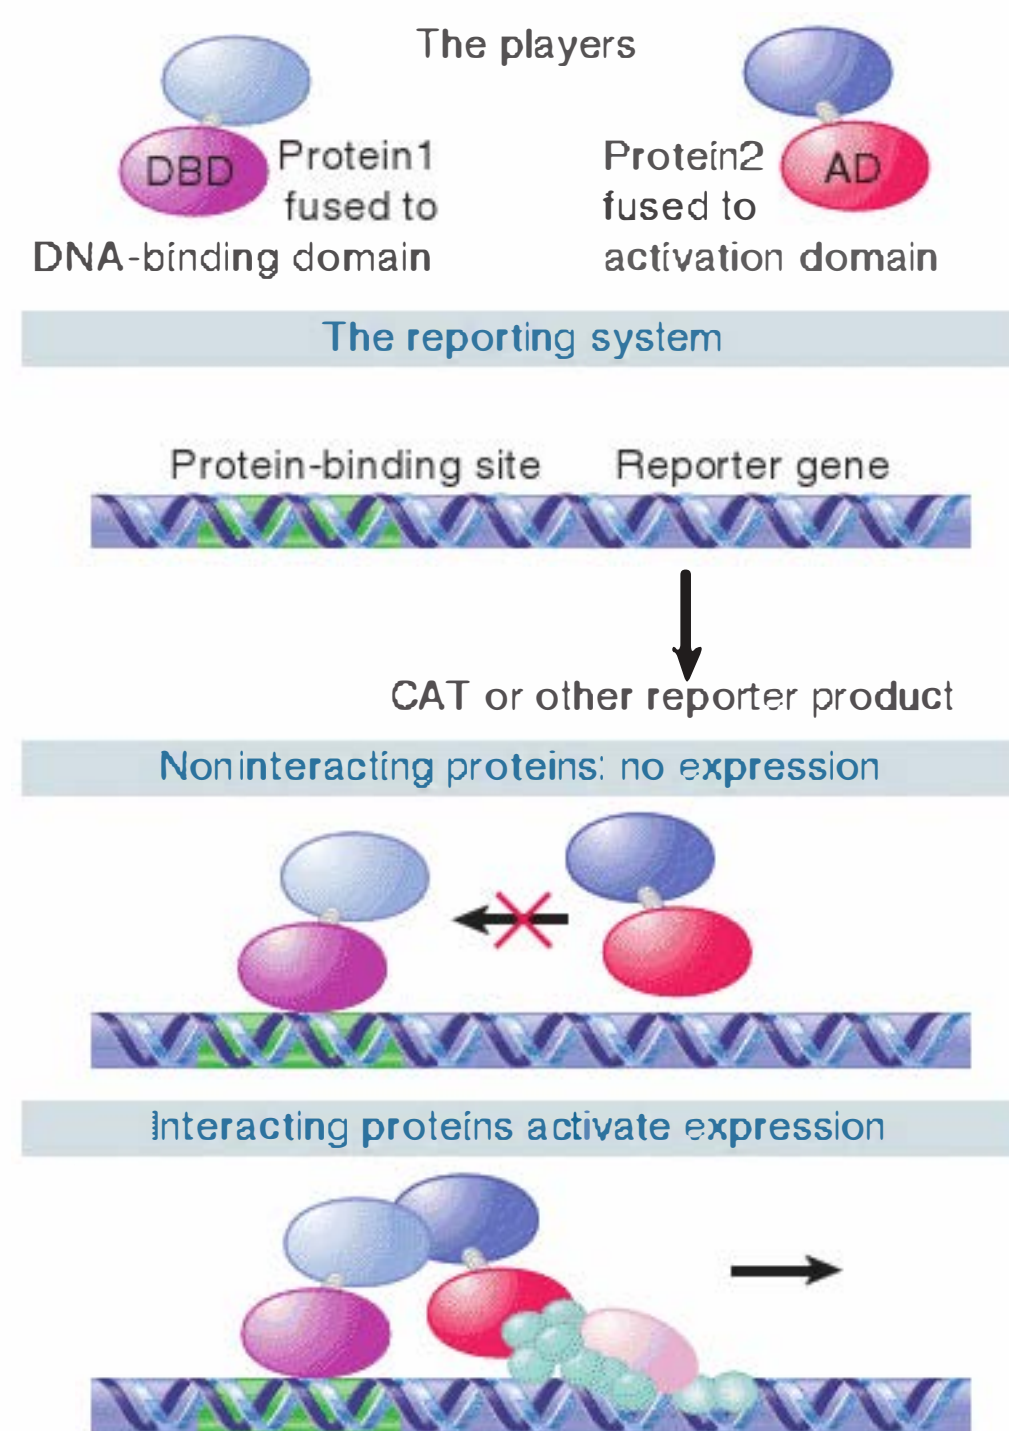 The players
DBD
Protein1
fused to
DNA-binding domain
Protein2
fused to
activation domain
AD
The reporting system
Protein-binding site
Reporter gene
CAT or other reporter product
Noninteracting proteins: no expression
Interacting proteins activate expression